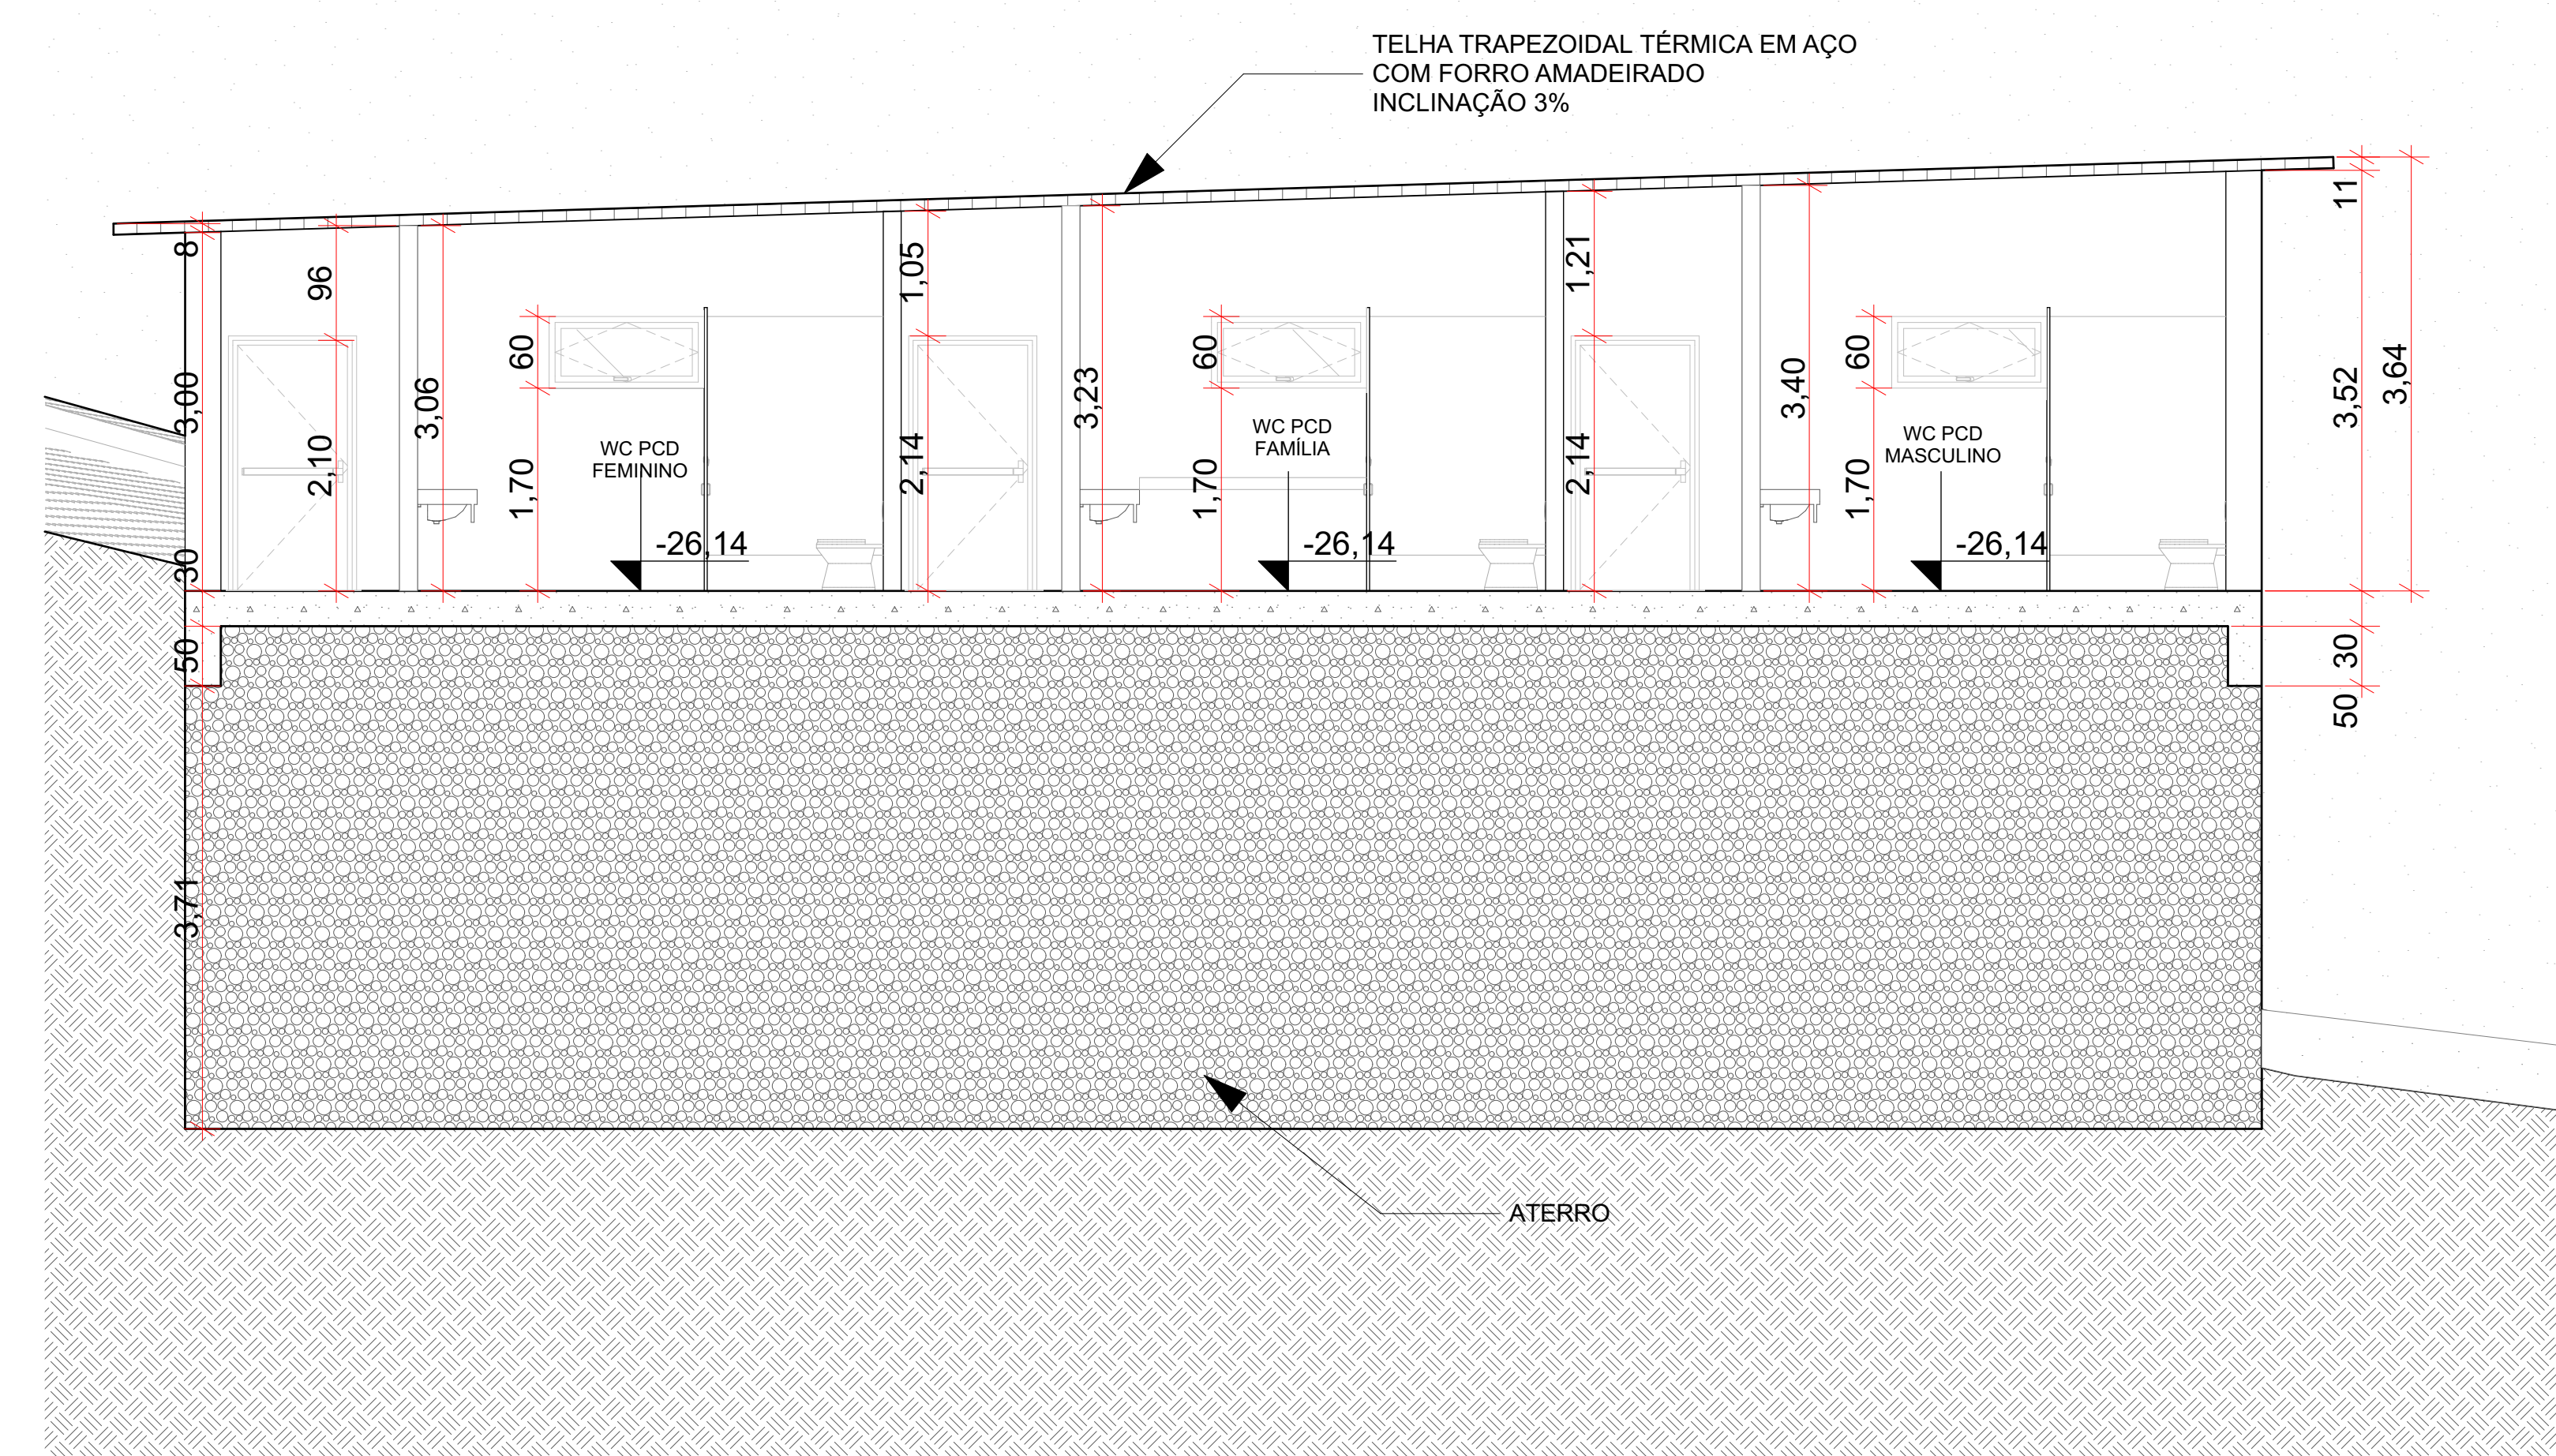 TELHA TRAPEZOIDAL TÉRMICA EM AÇO
COM FORRO AMADEIRADO
INCLINAÇÃO 3%
8
96
1,05
1,21
11
3,00
2,10
3,06
60
1,70
WC PCD
FEMININO
-26,14
2,14
3,23
60
1,70
WC PCD
FAMÍLIA
-26,14
2,14
3,40
60
1,70
WC PCD
MASCULINO
-26,14
3,52
3,64
30
50
30
50
3,71
ATERRO